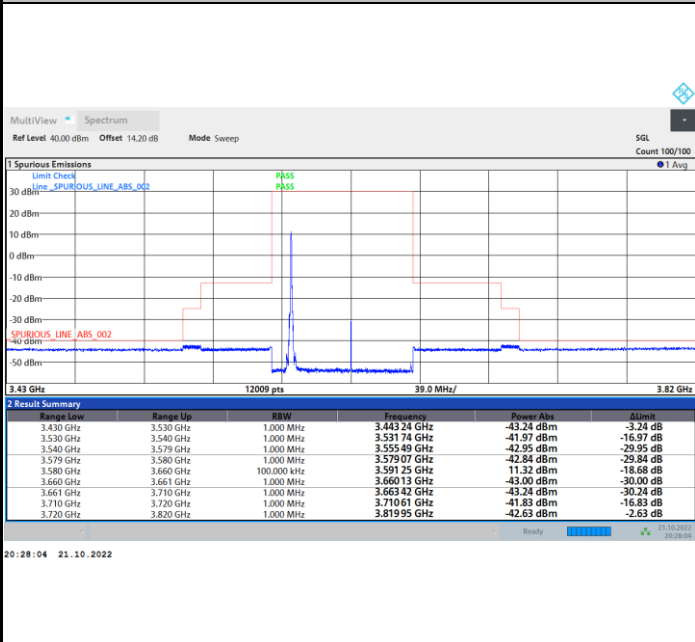 MultiView Spectrum
Ref Level 40.00 dBm Offset 14.20 dB Mode Sweep SGL
Count 100/100
1 Spurious Emissions 1 Avg
Limit Check PASS
Line _SPURIOUS_LINE_ABS_002 PASS
30 dBm
20 dBm
10 dBm
0 dBm
-10 dBm
-20 dBm
-30 dBm
_SPURIOUS_LINE_ABS_002
-40 dBm
-50 dBm
3.43 GHz 12009 pts 39.0 MHz/ 3.82 GHz
2 Result Summary
Range Low Range Up RBW Frequency Power Abs ΔLimit
3.430 GHz 3.530 GHz 1.000 MHz 3.443 24 GHz -43.24 dBm -3.24 dB
3.530 GHz 3.540 GHz 1.000 MHz 3.531 74 GHz -41.97 dBm -16.97 dB
3.540 GHz 3.579 GHz 1.000 MHz 3.555 49 GHz -42.95 dBm -29.95 dB
3.579 GHz 3.580 GHz 1.000 MHz 3.579 07 GHz -42.84 dBm -29.84 dB
3.580 GHz 3.660 GHz 100.000 kHz 3.591 25 GHz 11.32 dBm -18.68 dB
3.660 GHz 3.661 GHz 1.000 MHz 3.660 13 GHz -43.00 dBm -30.00 dB
3.661 GHz 3.710 GHz 1.000 MHz 3.663 42 GHz -43.24 dBm -30.24 dB
3.710 GHz 3.720 GHz 1.000 MHz 3.710 61 GHz -41.83 dBm -16.83 dB
3.720 GHz 3.820 GHz 1.000 MHz 3.819 95 GHz -42.63 dBm -2.63 dB
Ready 21.10.2022
20:28:04
20:28:04 21.10.2022